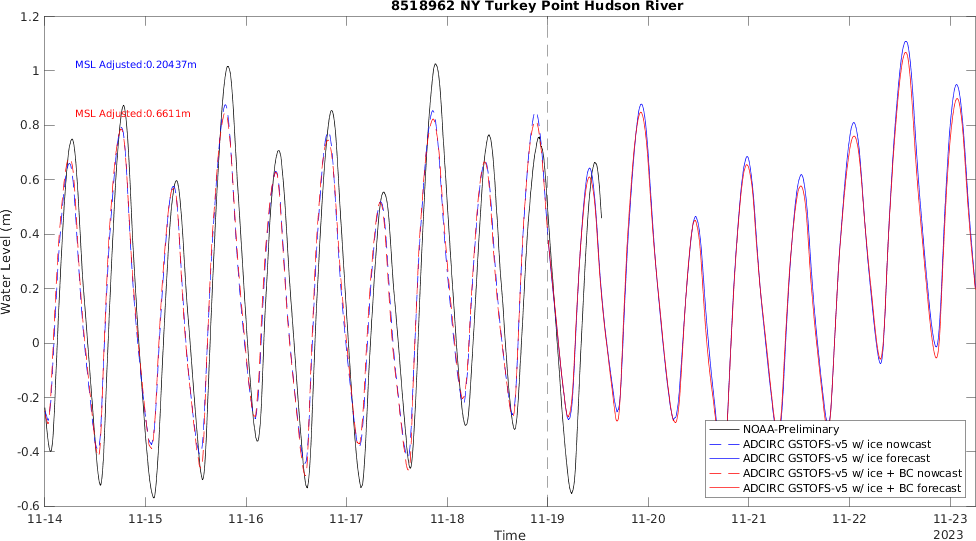 8518962 NY Turkey Point Hudson River
1.2
1
0.8
0.6
0.4
0.2
0
-0.2
-0.4
-0.6
Water Level (m)
MSL Adjusted:0.20437m
MSL Adjusted:0.6611m
NOAA-Preliminary
ADCIRC GSTOFS-v5 w/ ice nowcast
ADCIRC GSTOFS-v5 w/ ice forecast
ADCIRC GSTOFS-v5 w/ ice + BC nowcast
ADCIRC GSTOFS-v5 w/ ice + BC forecast
11-14 11-15 11-16 11-17 11-18 11-19 11-20 11-21 11-22 11-23
Time
2023